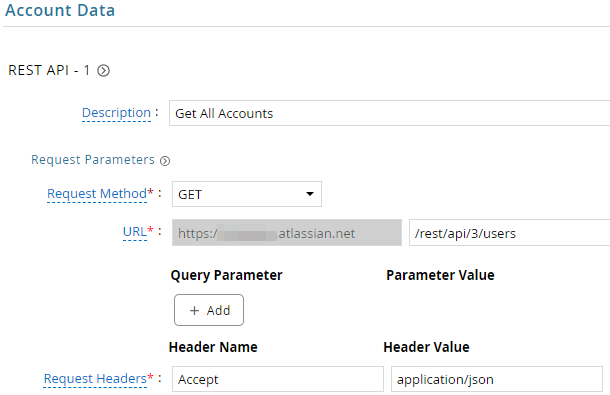 Account Data
REST API - 1
Description :
Get All Accounts
Request Parameters
Request Method* :
GET
URL* :
https:/ .atlassian.net
/rest/api/3/users
Query Parameter Parameter Value
+ Add
Header Name Header Value
Request Headers* :
Accept
application/json